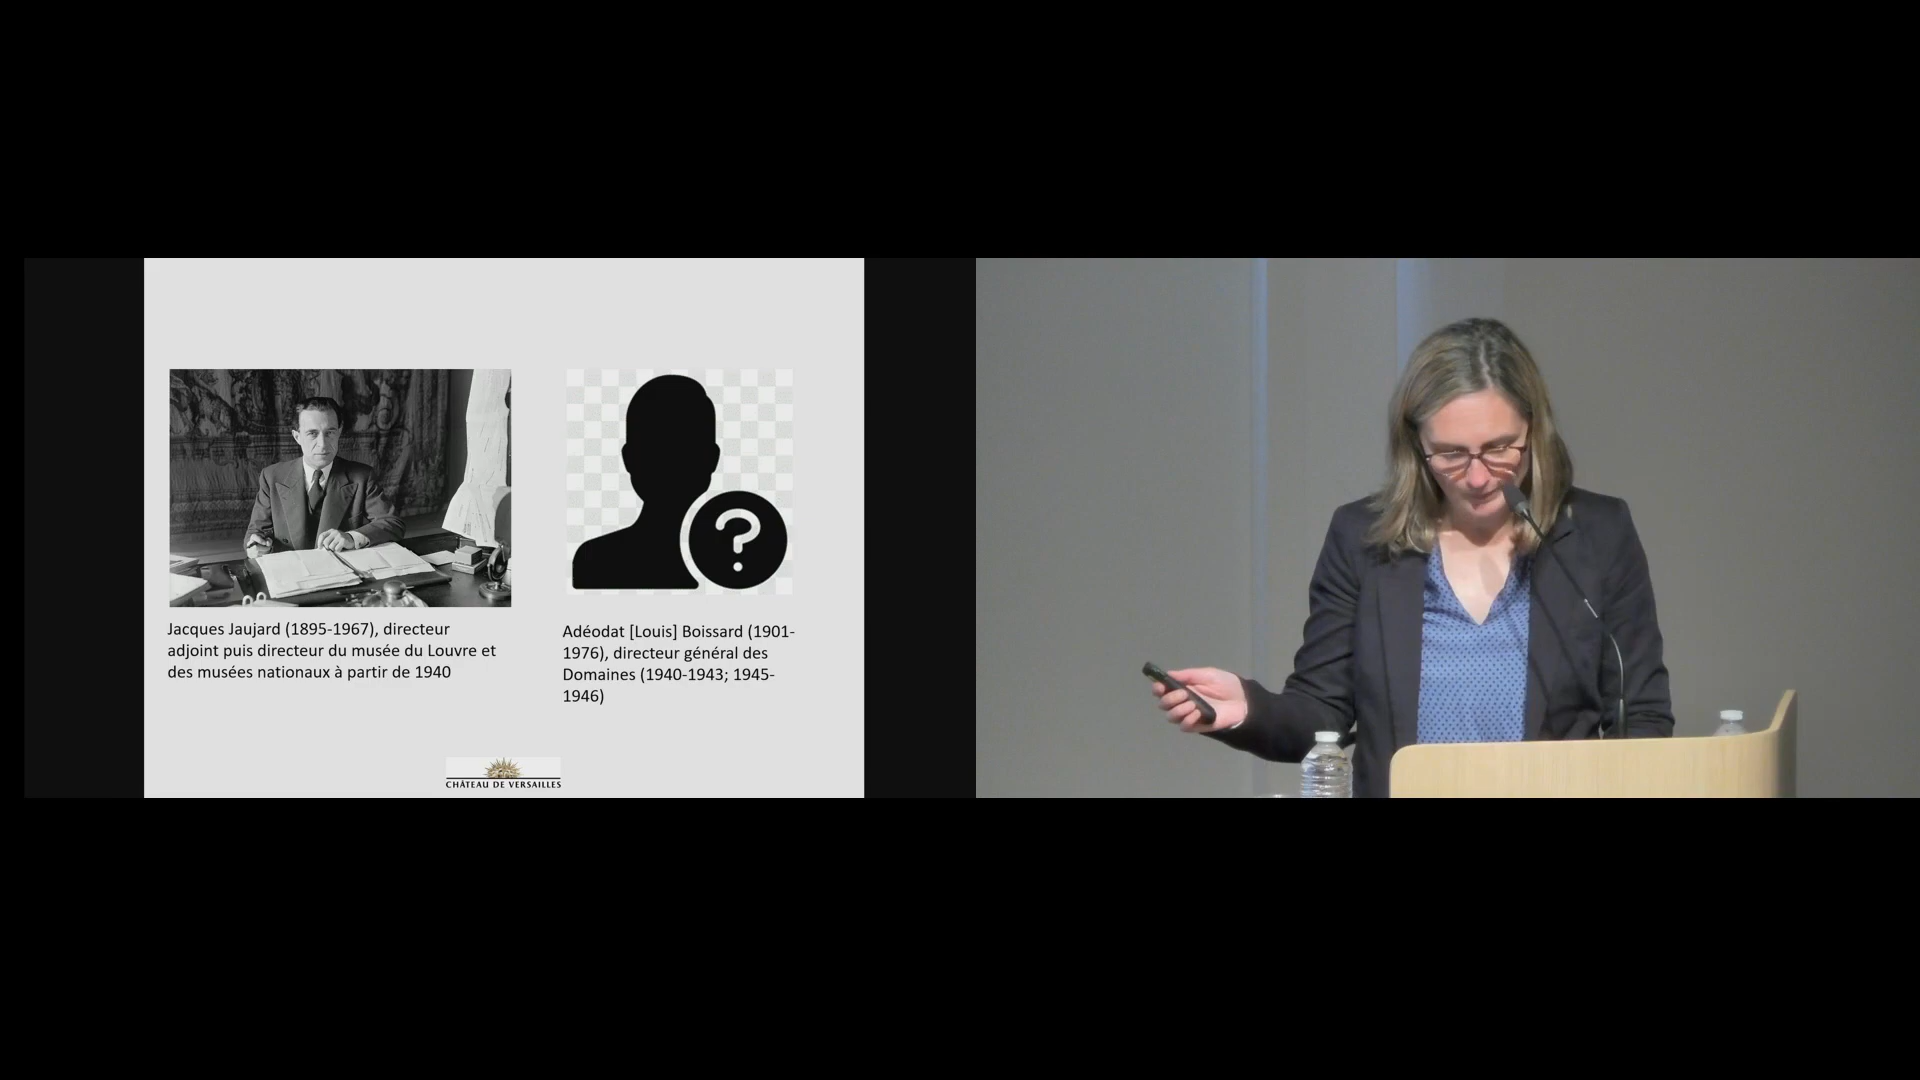 Jacques Jaujard (1895-1967), directeur
adjoint puis directeur du musée du Louvre et
des musées nationaux à partir de 1940
?
Adéodat [Louis] Boissard (1901-
1976), directeur général des
Domaines (1940-1943; 1945-
1946)
CHÂTEAU DE VERSAILLES